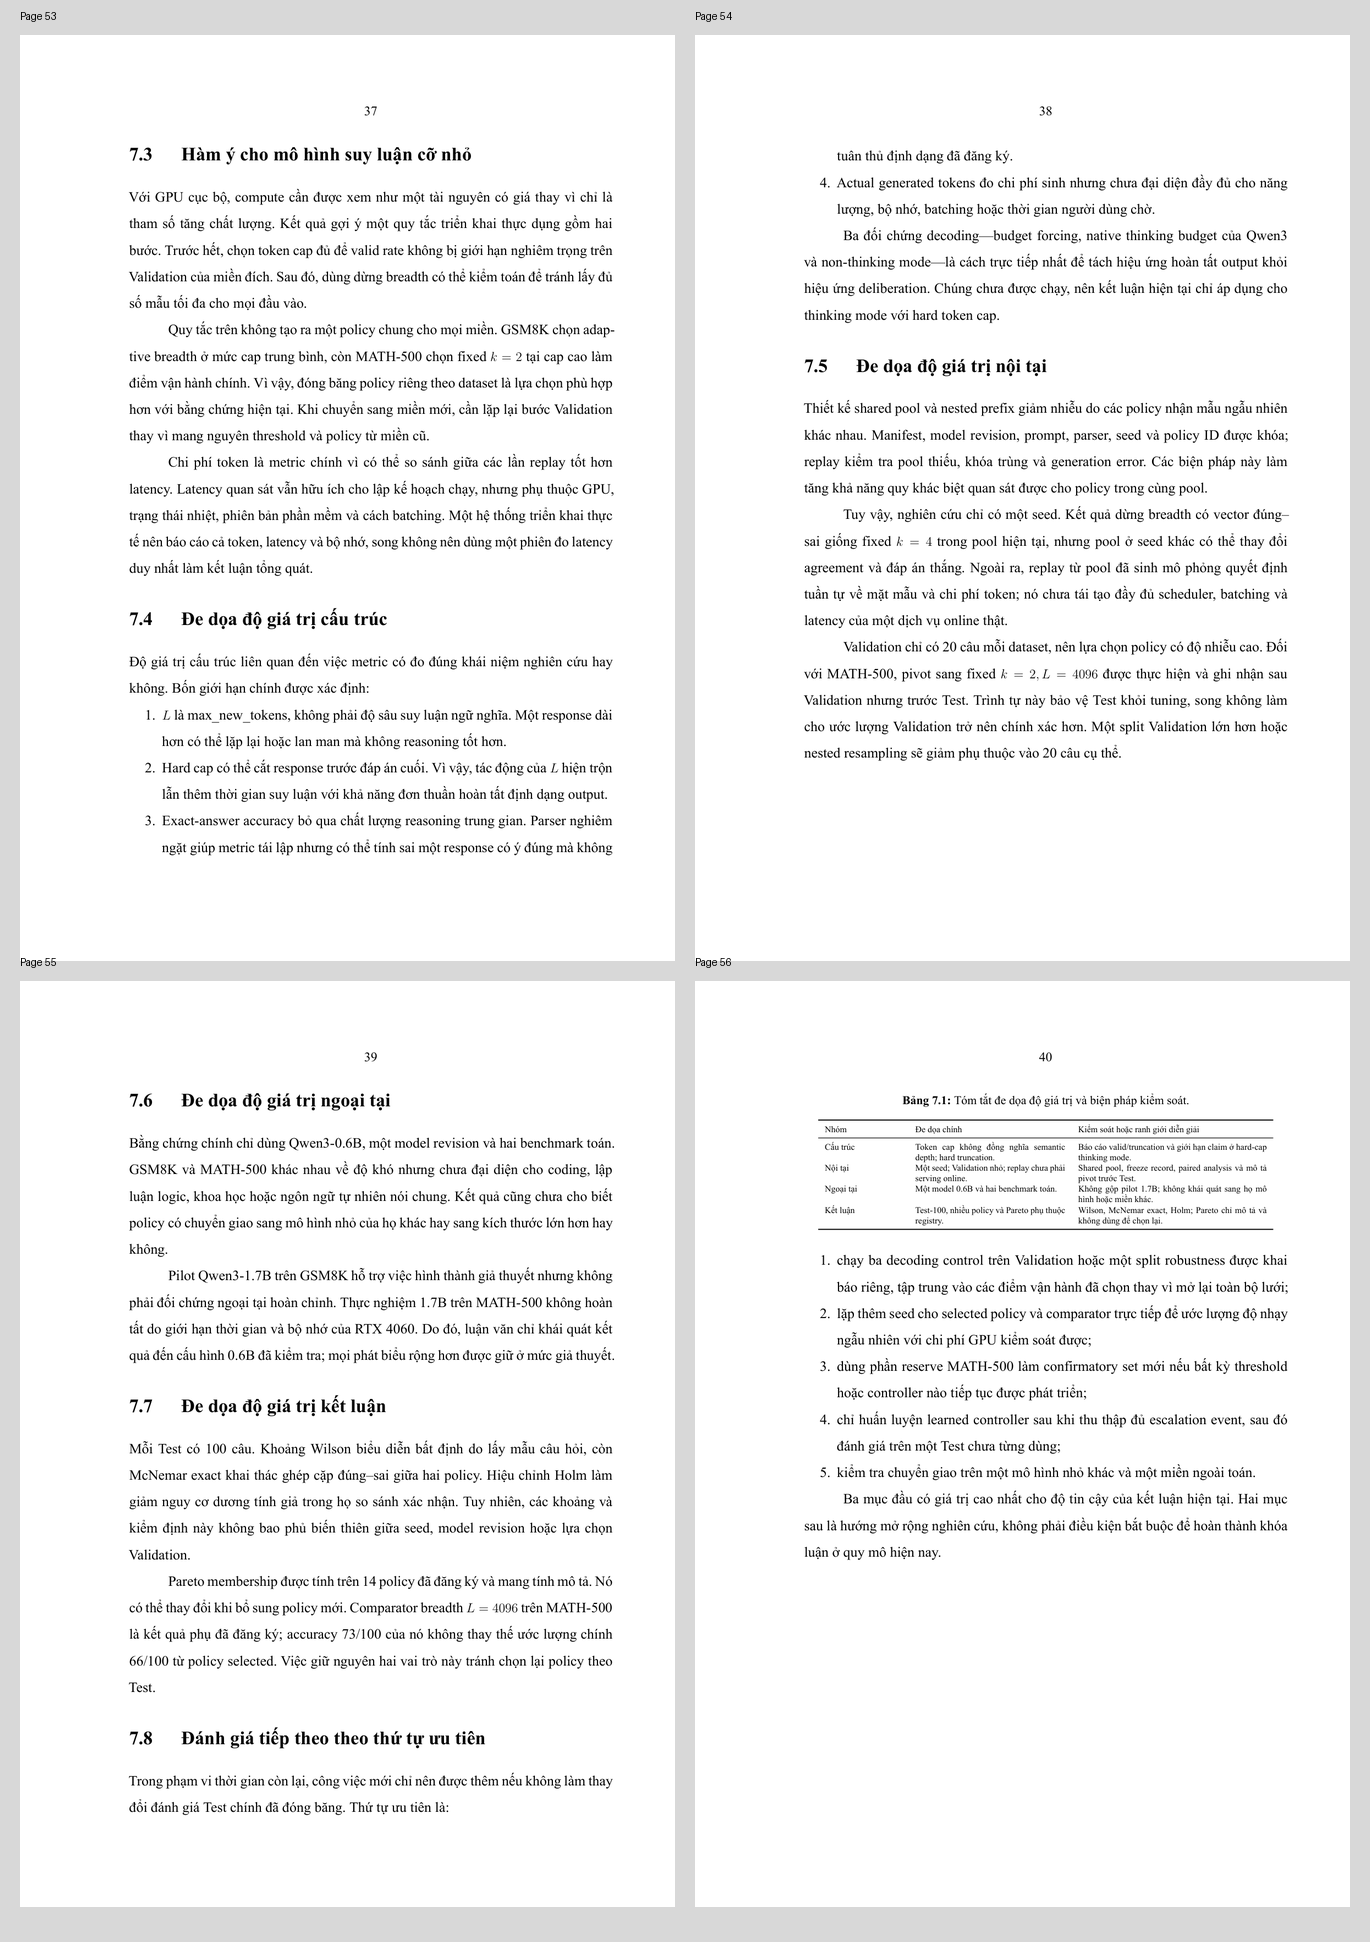 Page 53
37
7.3 Hàm ý cho mô hình suy luận cỡ nhỏ
Với GPU cục bộ, compute cần được xem như một tài nguyên có giá thay vì chỉ là
tham số tăng chất lượng. Kết quả gợi ý một quy tắc triển khai thực dụng gồm hai
bước. Trước hết, chọn token cap đủ để valid rate không bị giới hạn nghiêm trọng trên
Validation của miền đích. Sau đó, dùng dừng breadth có thể kiểm toán để tránh lấy đủ
số mẫu tối đa cho mọi đầu vào.
Quy tắc trên không tạo ra một policy chung cho mọi miền. GSM8K chọn adap-
tive breadth ở mức cap trung bình, còn MATH-500 chọn fixed k = 2 tại cap cao làm
điểm vận hành chính. Vì vậy, đóng băng policy riêng theo dataset là lựa chọn phù hợp
hơn với bằng chứng hiện tại. Khi chuyển sang miền mới, cần lặp lại bước Validation
thay vì mang nguyên threshold và policy từ miền cũ.
Chi phí token là metric chính vì có thể so sánh giữa các lần replay tốt hơn
latency. Latency quan sát vẫn hữu ích cho lập kế hoạch chạy, nhưng phụ thuộc GPU,
trạng thái nhiệt, phiên bản phần mềm và cách batching. Một hệ thống triển khai thực
tế nên báo cáo cả token, latency và bộ nhớ, song không nên dùng một phiên đo latency
duy nhất làm kết luận tổng quát.
7.4 Đe dọa độ giá trị cấu trúc
Độ giá trị cấu trúc liên quan đến việc metric có đo đúng khái niệm nghiên cứu hay
không. Bốn giới hạn chính được xác định:
1. L là max_new_tokens, không phải độ sâu suy luận ngữ nghĩa. Một response dài
hơn có thể lặp lại hoặc lan man mà không reasoning tốt hơn.
2. Hard cap có thể cắt response trước đáp án cuối. Vì vậy, tác động của L hiện trộn
lẫn thêm thời gian suy luận với khả năng đơn thuần hoàn tất định dạng output.
3. Exact-answer accuracy bỏ qua chất lượng reasoning trung gian. Parser nghiêm
ngặt giúp metric tái lập nhưng có thể tính sai một response có ý đúng mà không
Page 54
38
tuân thủ định dạng đã đăng ký.
4. Actual generated tokens đo chi phí sinh nhưng chưa đại diện đầy đủ cho năng
lượng, bộ nhớ, batching hoặc thời gian người dùng chờ.
Ba đối chứng decoding—budget forcing, native thinking budget của Qwen3
và non-thinking mode—là cách trực tiếp nhất để tách hiệu ứng hoàn tất output khỏi
hiệu ứng deliberation. Chúng chưa được chạy, nên kết luận hiện tại chỉ áp dụng cho
thinking mode với hard token cap.
7.5 Đe dọa độ giá trị nội tại
Thiết kế shared pool và nested prefix giảm nhiễu do các policy nhận mẫu ngẫu nhiên
khác nhau. Manifest, model revision, prompt, parser, seed và policy ID được khóa;
replay kiểm tra pool thiếu, khóa trùng và generation error. Các biện pháp này làm
tăng khả năng quy khác biệt quan sát được cho policy trong cùng pool.
Tuy vậy, nghiên cứu chỉ có một seed. Kết quả dừng breadth có vector đúng–
sai giống fixed k = 4 trong pool hiện tại, nhưng pool ở seed khác có thể thay đổi
agreement và đáp án thắng. Ngoài ra, replay từ pool đã sinh mô phỏng quyết định
tuần tự về mặt mẫu và chi phí token; nó chưa tái tạo đầy đủ scheduler, batching và
latency của một dịch vụ online thật.
Validation chỉ có 20 câu mỗi dataset, nên lựa chọn policy có độ nhiễu cao. Đối
với MATH-500, pivot sang fixed k = 2, L = 4096 được thực hiện và ghi nhận sau
Validation nhưng trước Test. Trình tự này bảo vệ Test khỏi tuning, song không làm
cho ước lượng Validation trở nên chính xác hơn. Một split Validation lớn hơn hoặc
nested resampling sẽ giảm phụ thuộc vào 20 câu cụ thể.
Page 55
39
7.6 Đe dọa độ giá trị ngoại tại
Bằng chứng chính chỉ dùng Qwen3-0.6B, một model revision và hai benchmark toán.
GSM8K và MATH-500 khác nhau về độ khó nhưng chưa đại diện cho coding, lập
luận logic, khoa học hoặc ngôn ngữ tự nhiên nói chung. Kết quả cũng chưa cho biết
policy có chuyển giao sang mô hình nhỏ của họ khác hay sang kích thước lớn hơn hay
không.
Pilot Qwen3-1.7B trên GSM8K hỗ trợ việc hình thành giả thuyết nhưng không
phải đối chứng ngoại tại hoàn chỉnh. Thực nghiệm 1.7B trên MATH-500 không hoàn
tất do giới hạn thời gian và bộ nhớ của RTX 4060. Do đó, luận văn chỉ khái quát kết
quả đến cấu hình 0.6B đã kiểm tra; mọi phát biểu rộng hơn được giữ ở mức giả thuyết.
7.7 Đe dọa độ giá trị kết luận
Mỗi Test có 100 câu. Khoảng Wilson biểu diễn bất định do lấy mẫu câu hỏi, còn
McNemar exact khai thác ghép cặp đúng–sai giữa hai policy. Hiệu chỉnh Holm làm
giảm nguy cơ dương tính giả trong họ so sánh xác nhận. Tuy nhiên, các khoảng và
kiểm định này không bao phủ biến thiên giữa seed, model revision hoặc lựa chọn
Validation.
Pareto membership được tính trên 14 policy đã đăng ký và mang tính mô tả. Nó
có thể thay đổi khi bổ sung policy mới. Comparator breadth L = 4096 trên MATH-500
là kết quả phụ đã đăng ký; accuracy 73/100 của nó không thay thế ước lượng chính
66/100 từ policy selected. Việc giữ nguyên hai vai trò này tránh chọn lại policy theo
Test.
7.8 Đánh giá tiếp theo theo thứ tự ưu tiên
Trong phạm vi thời gian còn lại, công việc mới chỉ nên được thêm nếu không làm thay
đổi đánh giá Test chính đã đóng băng. Thứ tự ưu tiên là:
Page 56
40
Bảng 7.1: Tóm tắt đe dọa độ giá trị và biện pháp kiểm soát.
Nhóm Đe dọa chính Kiểm soát hoặc ranh giới diễn giải
Cấu trúc Token cap không đồng nghĩa semantic Báo cáo valid/truncation và giới hạn claim ở hard-cap
depth; hard truncation. thinking mode.
Nội tại Một seed; Validation nhỏ; replay chưa phải Shared pool, freeze record, paired analysis và mô tả
serving online. pivot trước Test.
Ngoại tại Một model 0.6B và hai benchmark toán. Không gộp pilot 1.7B; không khái quát sang họ mô
hình hoặc miền khác.
Kết luận Test-100, nhiều policy và Pareto phụ thuộc Wilson, McNemar exact, Holm; Pareto chỉ mô tả và
registry. không dùng để chọn lại.
1. chạy ba decoding control trên Validation hoặc một split robustness được khai
báo riêng, tập trung vào các điểm vận hành đã chọn thay vì mở lại toàn bộ lưới;
2. lặp thêm seed cho selected policy và comparator trực tiếp để ước lượng độ nhạy
ngẫu nhiên với chi phí GPU kiểm soát được;
3. dùng phần reserve MATH-500 làm confirmatory set mới nếu bất kỳ threshold
hoặc controller nào tiếp tục được phát triển;
4. chỉ huấn luyện learned controller sau khi thu thập đủ escalation event, sau đó
đánh giá trên một Test chưa từng dùng;
5. kiểm tra chuyển giao trên một mô hình nhỏ khác và một miền ngoài toán.
Ba mục đầu có giá trị cao nhất cho độ tin cậy của kết luận hiện tại. Hai mục
sau là hướng mở rộng nghiên cứu, không phải điều kiện bắt buộc để hoàn thành khóa
luận ở quy mô hiện nay.